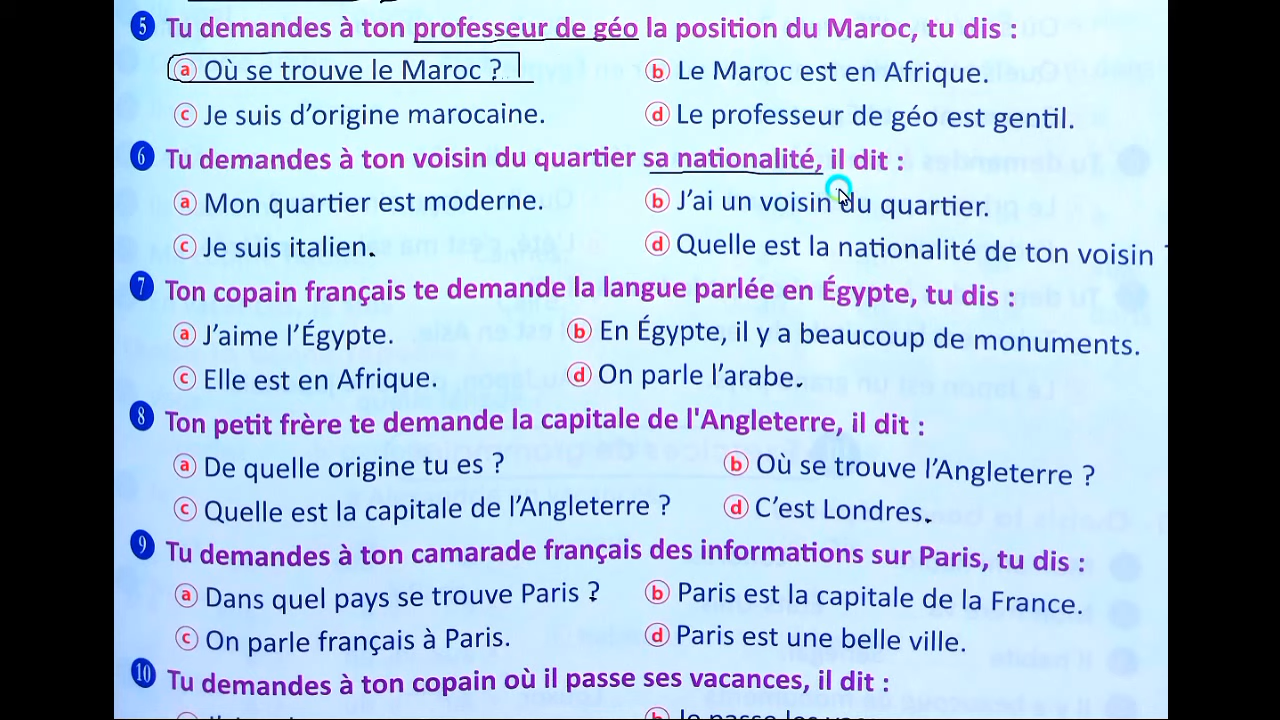 5 Tu demandes à ton professeur de géo la position du Maroc, tu dis :
a Où se trouve le Maroc ? b Le Maroc est en Afrique.
c Je suis d’origine marocaine. d Le professeur de géo est gentil.
6 Tu demandes à ton voisin du quartier sa nationalité, il dit :
a Mon quartier est moderne. b J’ai un voisin du quartier.
c Je suis italien. d Quelle est la nationalité de ton voisin
7 Ton copain français te demande la langue parlée en Égypte, tu dis :
a J’aime l’Égypte. b En Égypte, il y a beaucoup de monuments.
c Elle est en Afrique. d On parle l’arabe.
8 Ton petit frère te demande la capitale de l'Angleterre, il dit :
a De quelle origine tu es ? b Où se trouve l’Angleterre ?
c Quelle est la capitale de l’Angleterre ? d C’est Londres.
9 Tu demandes à ton camarade français des informations sur Paris, tu dis :
a Dans quel pays se trouve Paris ? b Paris est la capitale de la France.
c On parle français à Paris. d Paris est une belle ville.
10 Tu demandes à ton copain où il passe ses vacances, il dit :